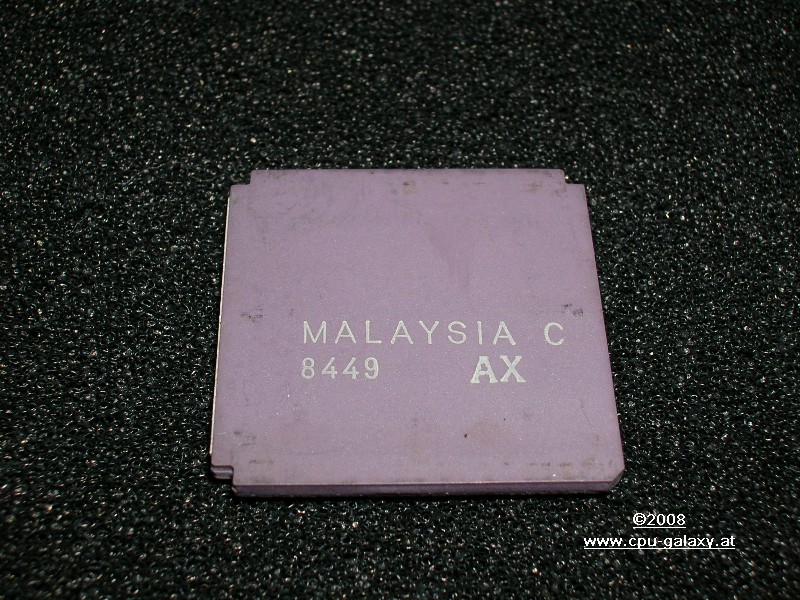 MALAYSIA C
8449 AX
©2008
www.cpu-galaxy.at